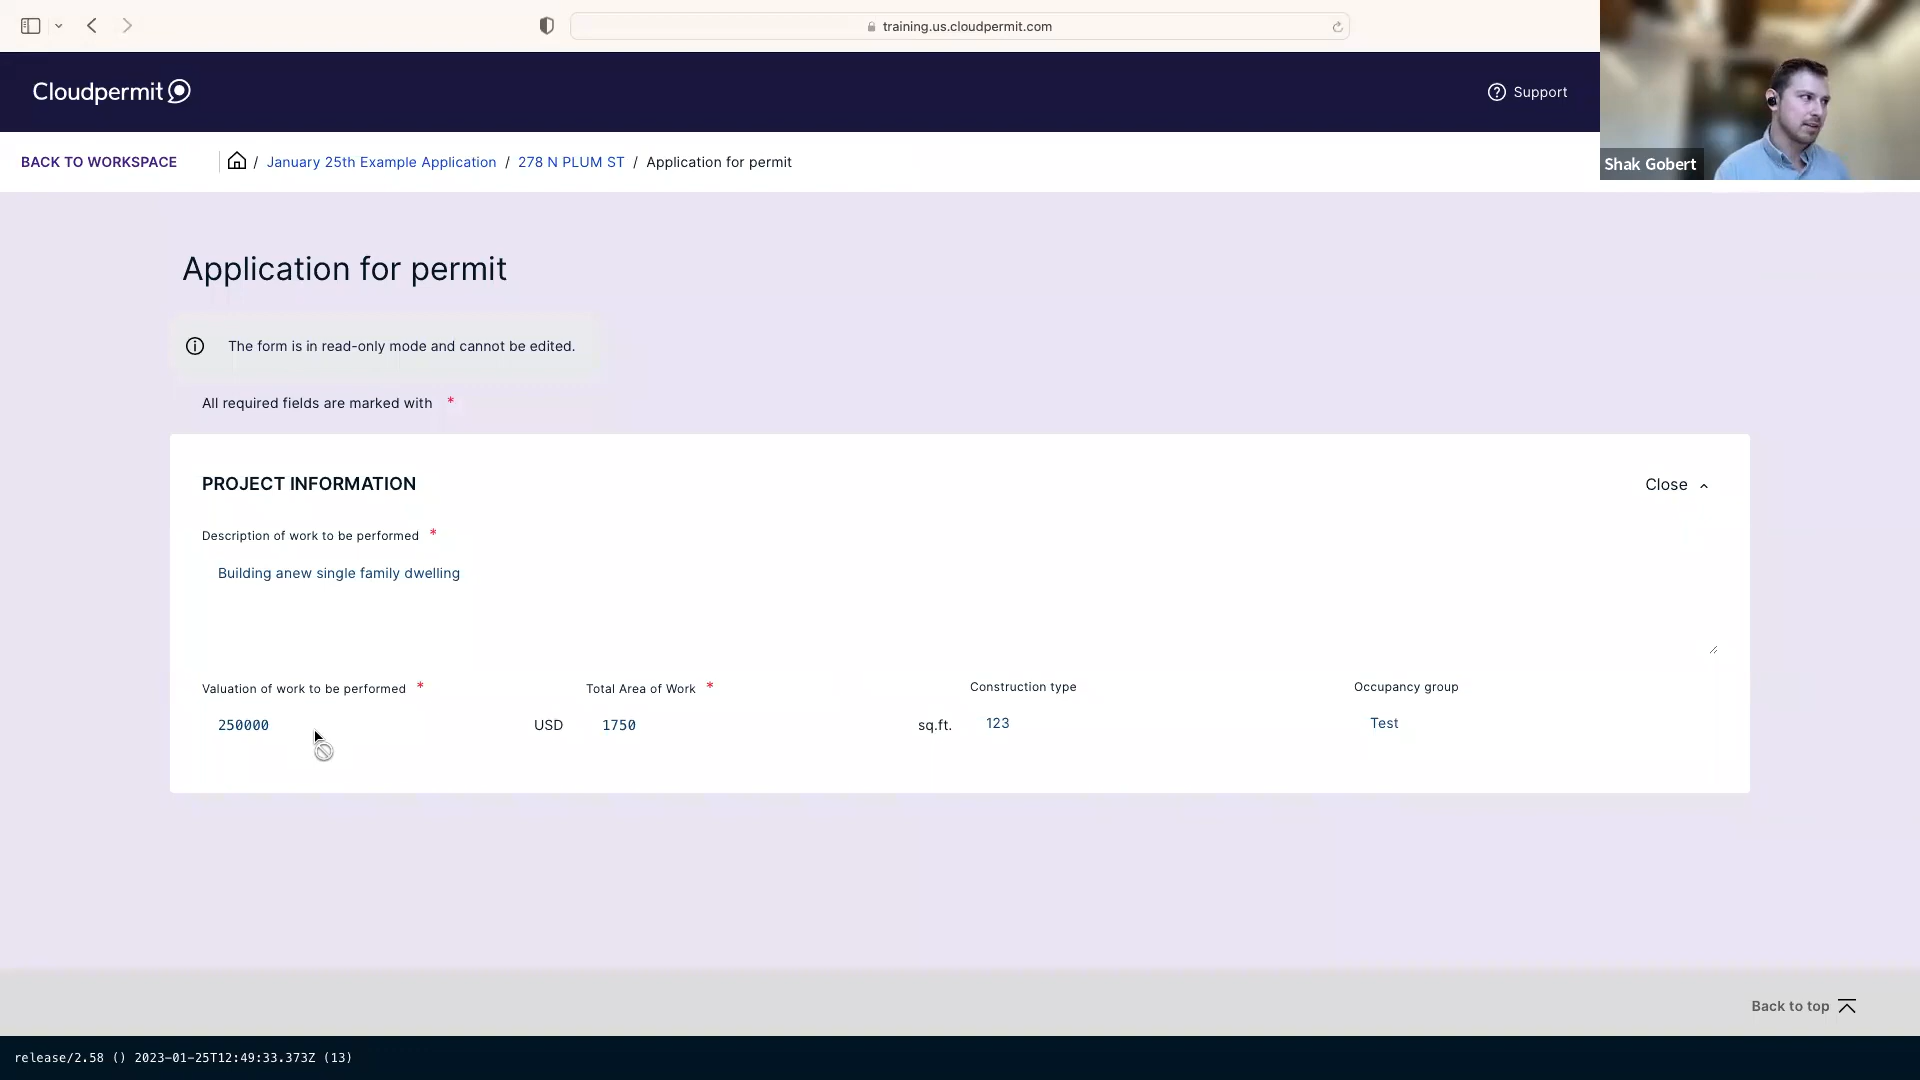 training.us.cloudpermit.com
Cloudpermit
Support
Shak Gobert
BACK TO WORKSPACE
/ January 25th Example Application / 278 N PLUM ST / Application for permit
Application for permit
The form is in read-only mode and cannot be edited.
All required fields are marked with *
PROJECT INFORMATION
Close
Description of work to be performed *
Building anew single family dwelling
Valuation of work to be performed * Total Area of Work * Construction type Occupancy group
250000 USD 1750 sq.ft. 123 Test
Back to top
release/2.58 () 2023-01-25T12:49:33.373Z (13)